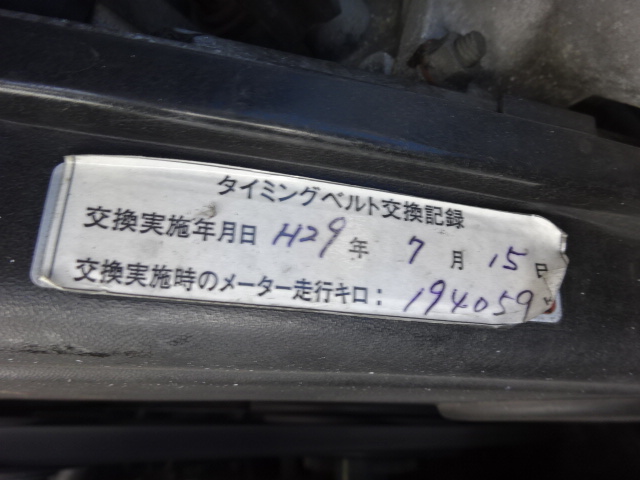 タイミングベルト交換記録
交換実施年月日 H29 年 7 月 15 日
交換実施時のメーター走行キロ： 194059